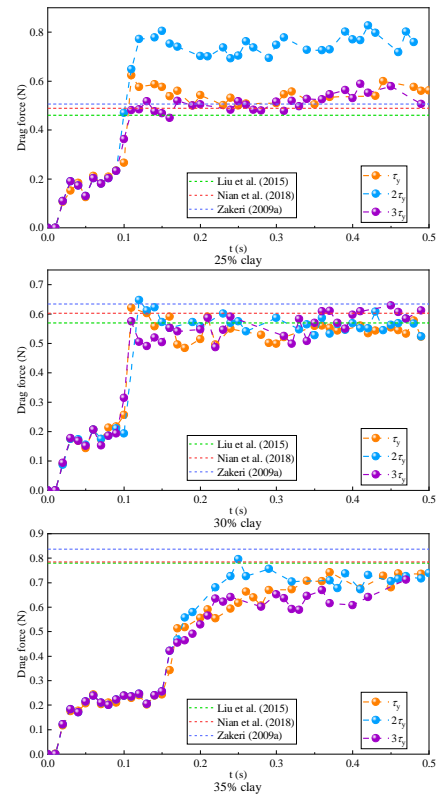 Drag force (N)
0.9
0.8
0.6
0.4
0.2
0.0
Liu et al. (2015)
Nian et al. (2018)
Zakeri (2009a)
τy
2τy
3τy
0.0 0.1 0.2 0.3 0.4 0.5
t (s)
25% clay
Drag force (N)
0.7
0.6
0.5
0.4
0.3
0.2
0.1
0.0
Liu et al. (2015)
Nian et al. (2018)
Zakeri (2009a)
τy
2τy
3τy
0.0 0.1 0.2 0.3 0.4 0.5
t (s)
30% clay
Drag force (N)
0.9
0.8
0.7
0.6
0.5
0.4
0.3
0.2
0.1
0.0
Liu et al. (2015)
Nian et al. (2018)
Zakeri (2009a)
τy
2τy
3τy
0.0 0.1 0.2 0.3 0.4 0.5
t (s)
35% clay